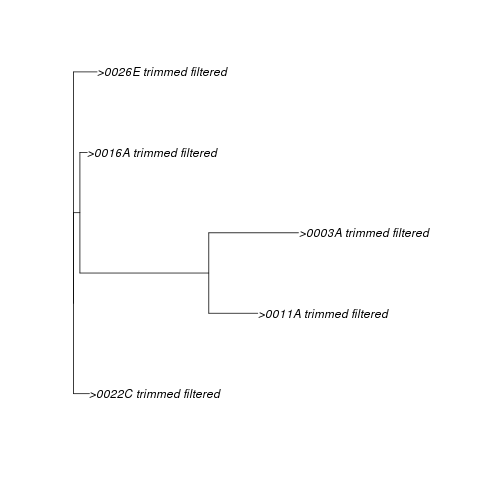 >0026E trimmed filtered
>0016A trimmed filtered
>0003A trimmed filtered
>0011A trimmed filtered
>0022C trimmed filtered